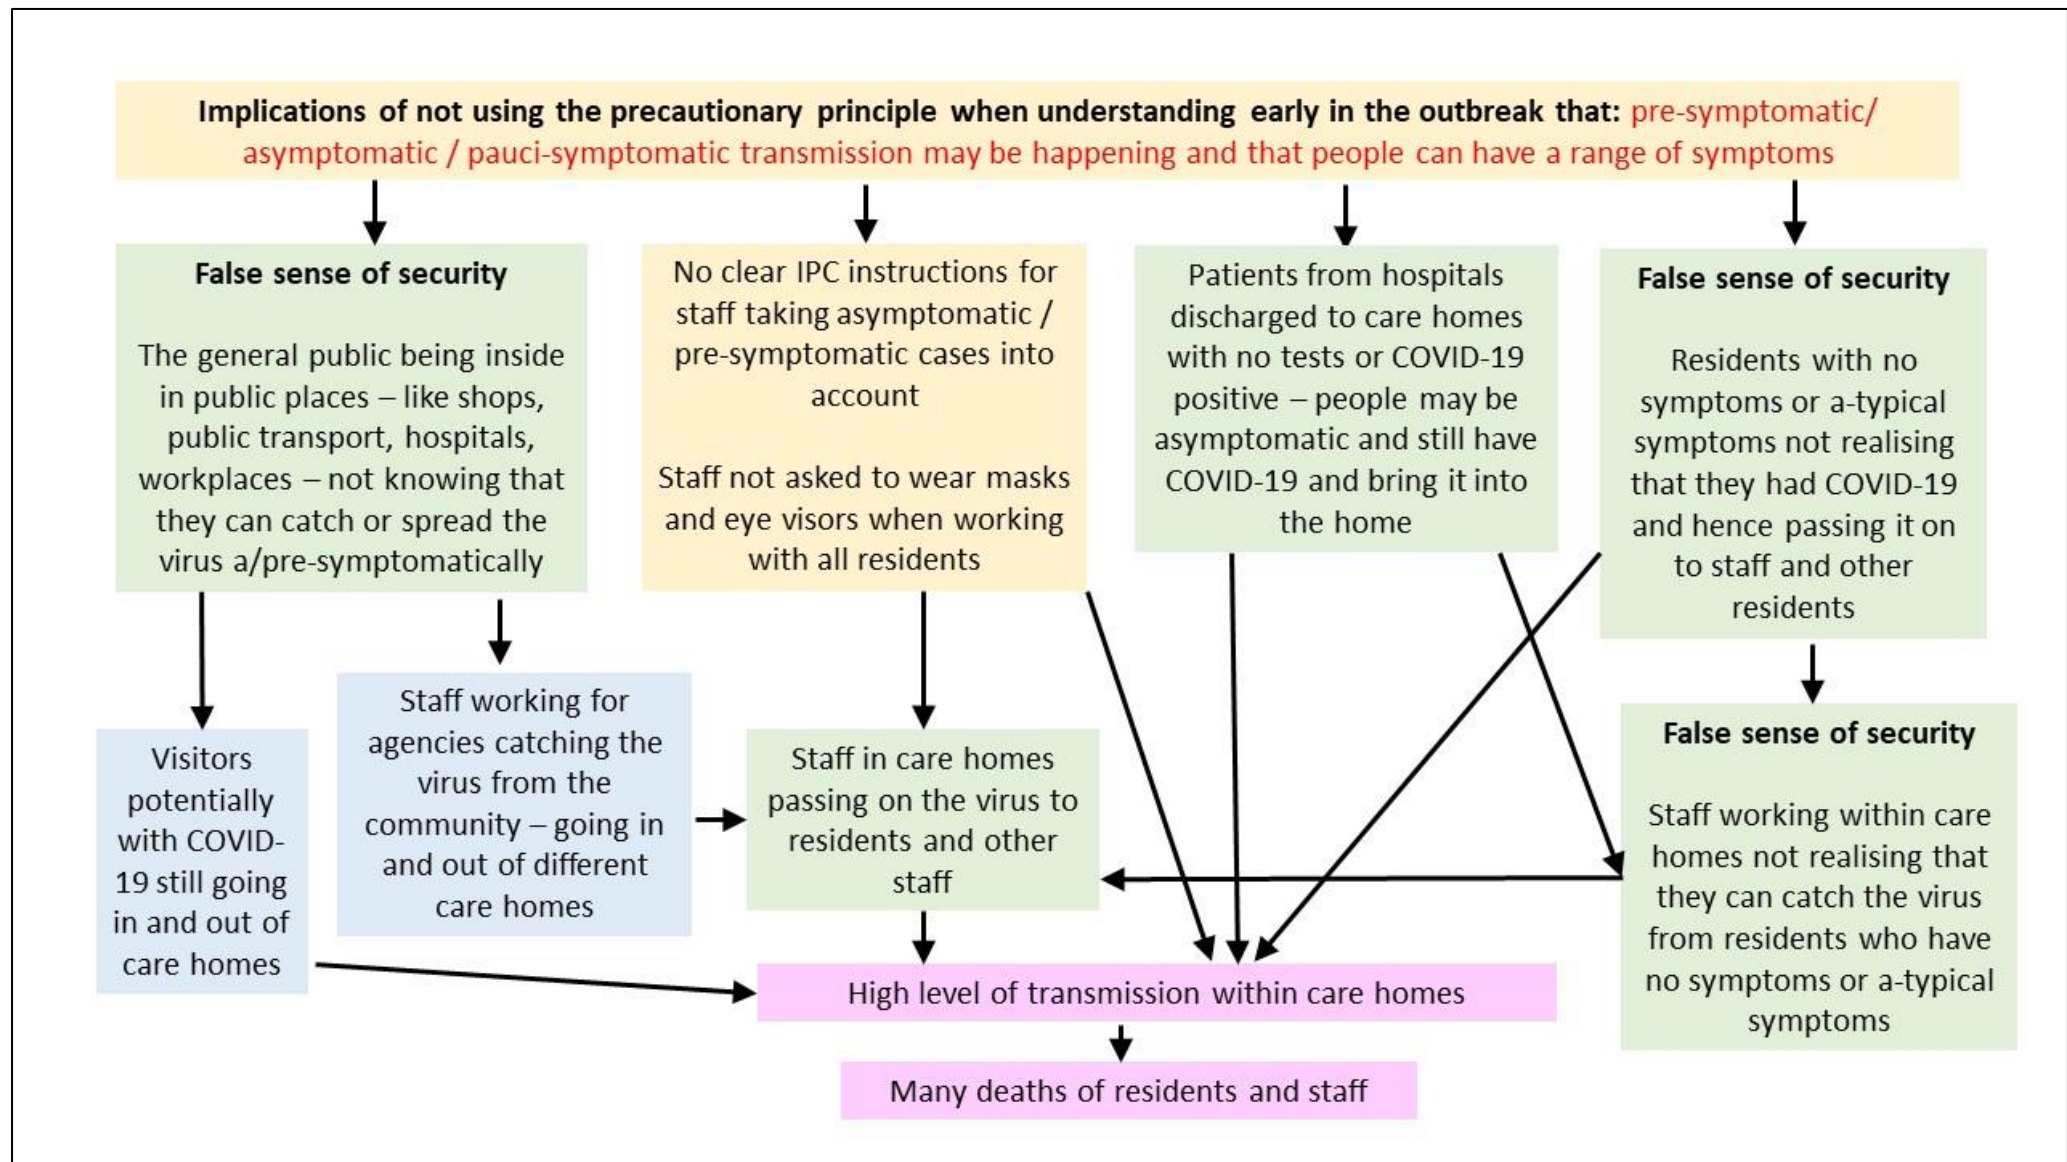 Implications of not using the precautionary principle when understanding early in the outbreak that: pre-symptomatic/
asymptomatic / pauci-symptomatic transmission may be happening and that people can have a range of symptoms
False sense of security
The general public being inside
in public places – like shops,
public transport, hospitals,
workplaces – not knowing that
they can catch or spread the
virus a/pre-symptomatically
No clear IPC instructions for
staff taking asymptomatic /
pre-symptomatic cases into
account
Staff not asked to wear masks
and eye visors when working
with all residents
Patients from hospitals
discharged to care homes
with no tests or COVID-19
positive – people may be
asymptomatic and still have
COVID-19 and bring it into
the home
False sense of security
Residents with no
symptoms or a-typical
symptoms not realising
that they had COVID-19
and hence passing it on
to staff and other
residents
Visitors
potentially
with COVID-
19 still going
in and out of
care homes
Staff working for
agencies catching the
virus from the
community – going in
and out of different
care homes
Staff in care homes
passing on the virus to
residents and other
staff
False sense of security
Staff working within care
homes not realising that
they can catch the virus
from residents who have
no symptoms or a-typical
symptoms
High level of transmission within care homes
Many deaths of residents and staff